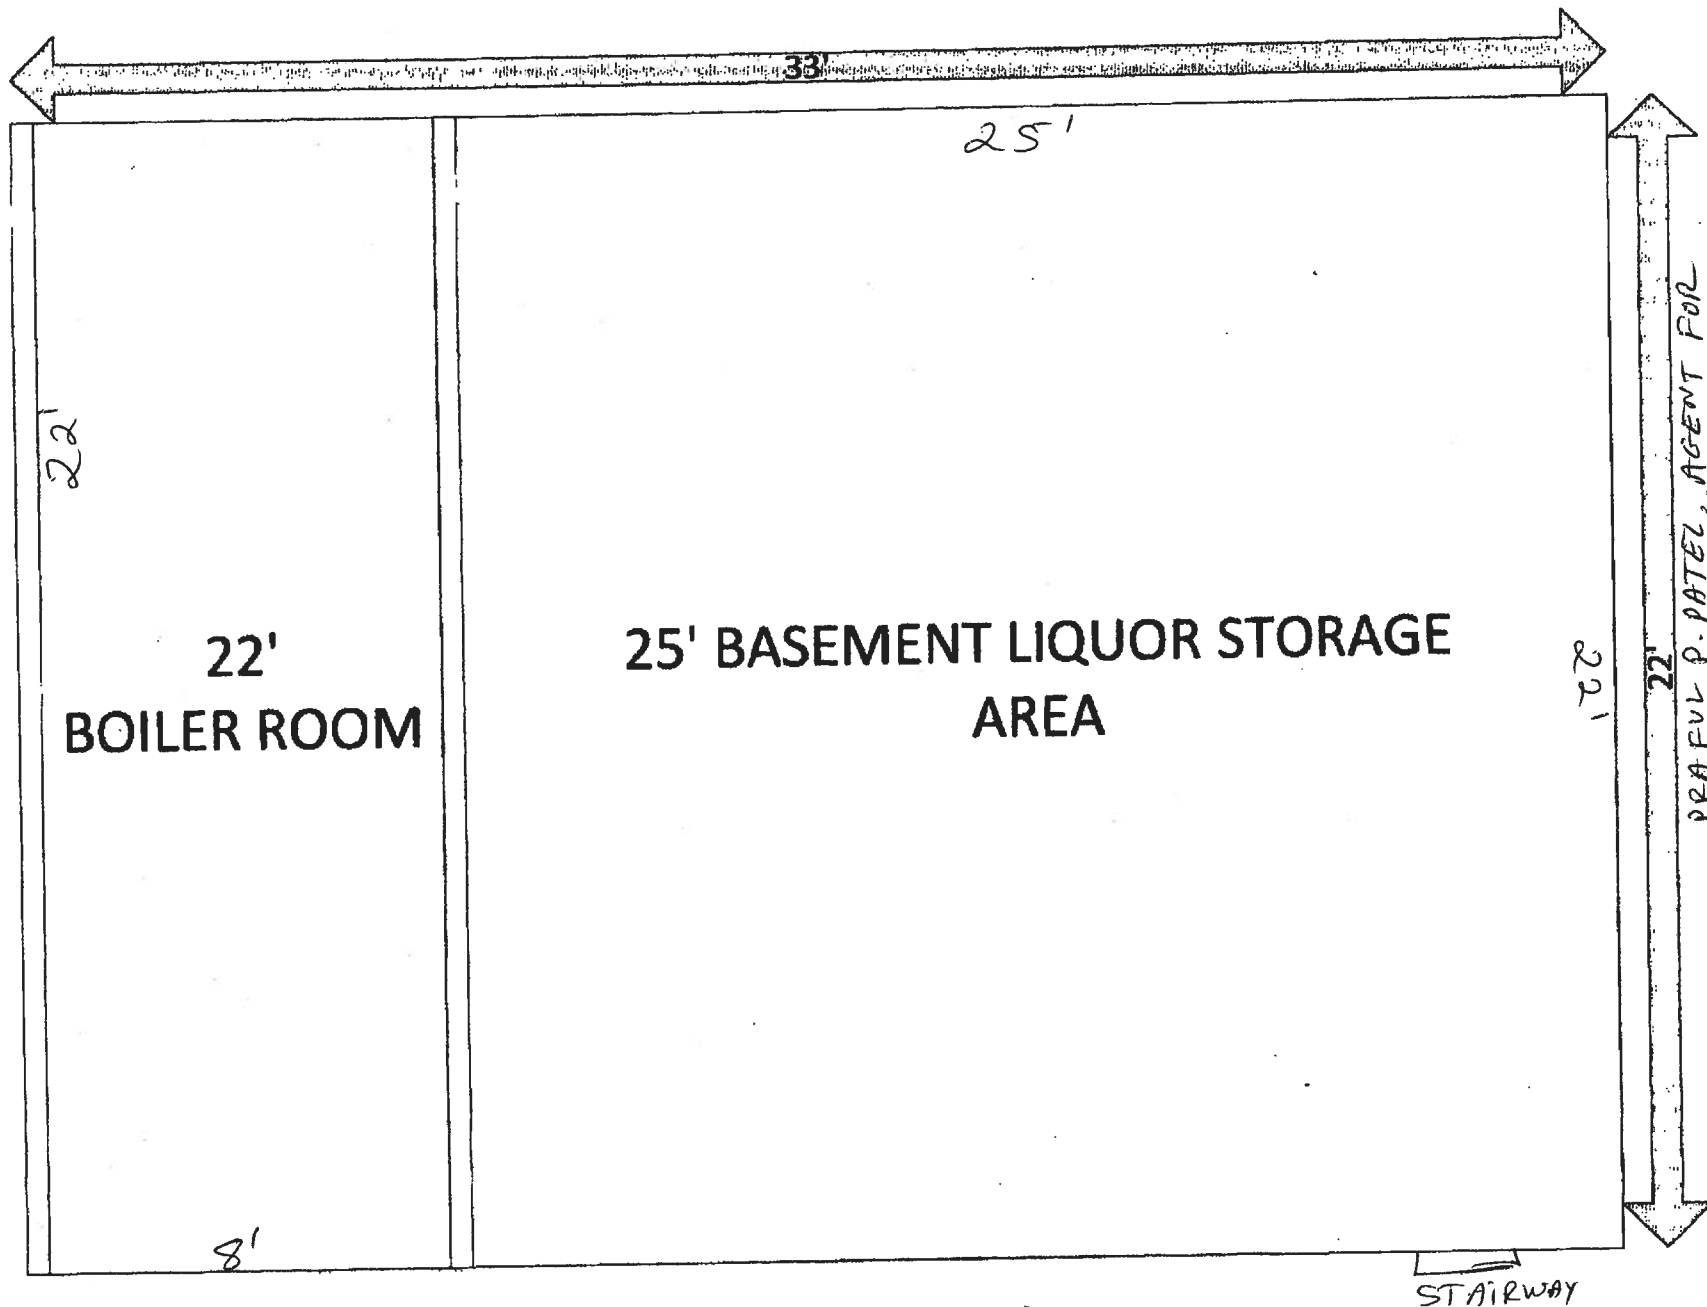 33'
25'
22'
22'
BOILER ROOM
25' BASEMENT LIQUOR STORAGE
AREA
22'
22'
PRAFUL P. PATEL, AGENT FOR
8'
STAIRWAY